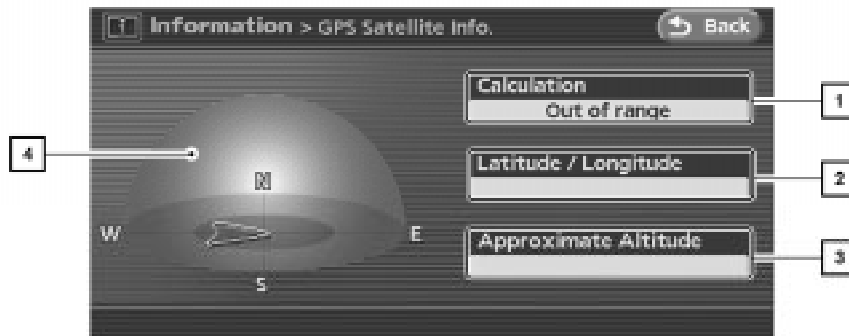 i Information > GPS Satellite Info.
Back
Calculation
Out of range
1
4
Latitude / Longitude
2
N
W
E
Approximate Altitude
3
S